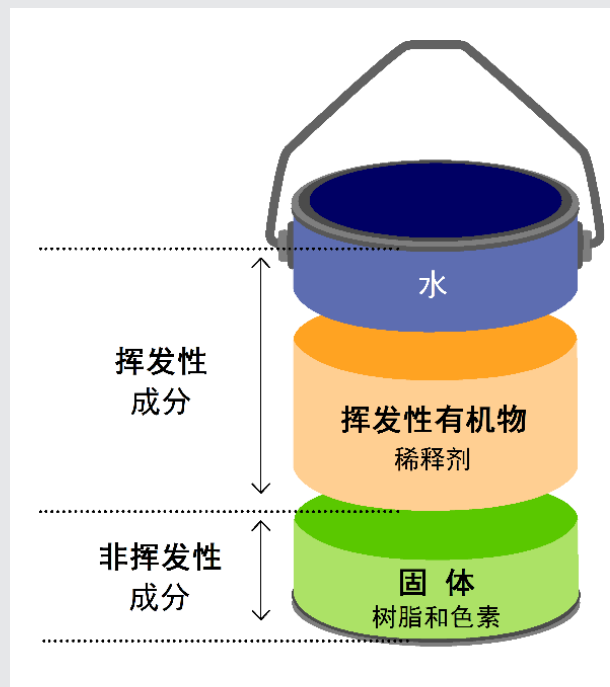 水
挥发性
成分
挥发性有机物
稀释剂
非挥发性
成分
固 体
树脂和色素